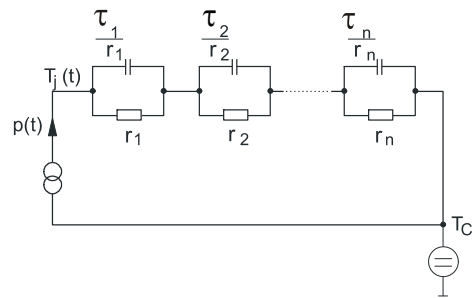 τ1/r1 τ2/r2 τn/rn
Tj(t)
p(t) r1 r2 rn
TC